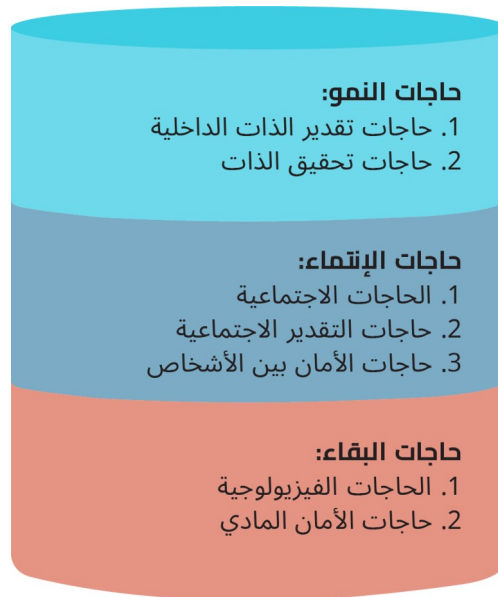 حاجات النمو:
1. حاجات تقدير الذات الداخلية
2. حاجات تحقيق الذات
حاجات الإنتماء:
1. الحاجات الاجتماعية
2. حاجات التقدير الاجتماعية
3. حاجات الأمان بين الأشخاص
حاجات البقاء:
1. الحاجات الفيزيولوجية
2. حاجات الأمان المادي